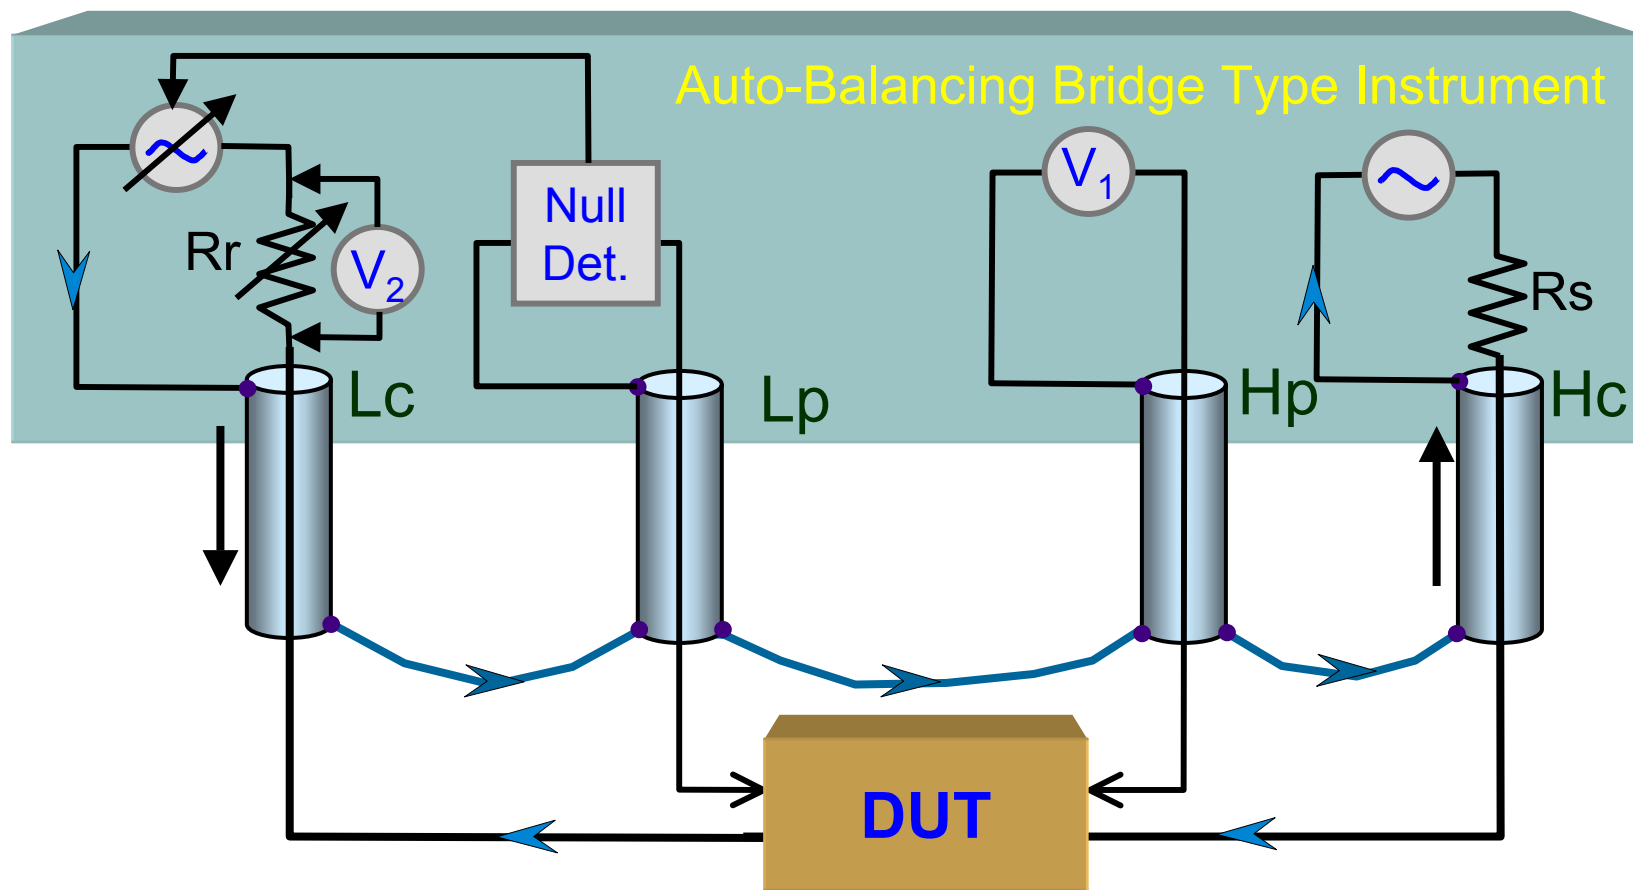 Auto-Balancing Bridge Type Instrument
Rr
V2
Null
Det.
V1
Rs
Lc
Lp
Hp
Hc
DUT